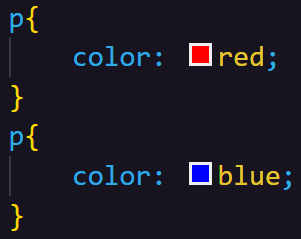 p{
    color: red;
}
p{
    color: blue;
}